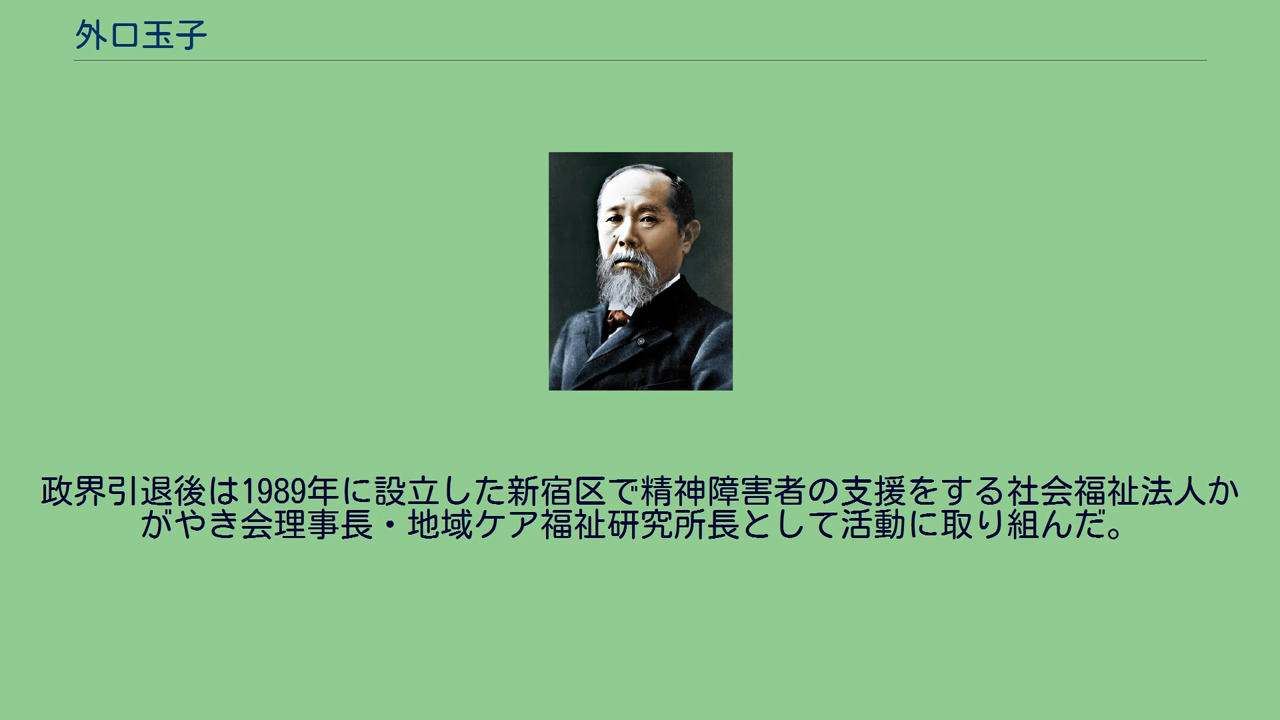 外口玉子
政界引退後は1989年に設立した新宿区で精神障害者の支援をする社会福祉法人か
がやき会理事長・地域ケア福祉研究所長として活動に取り組んだ。